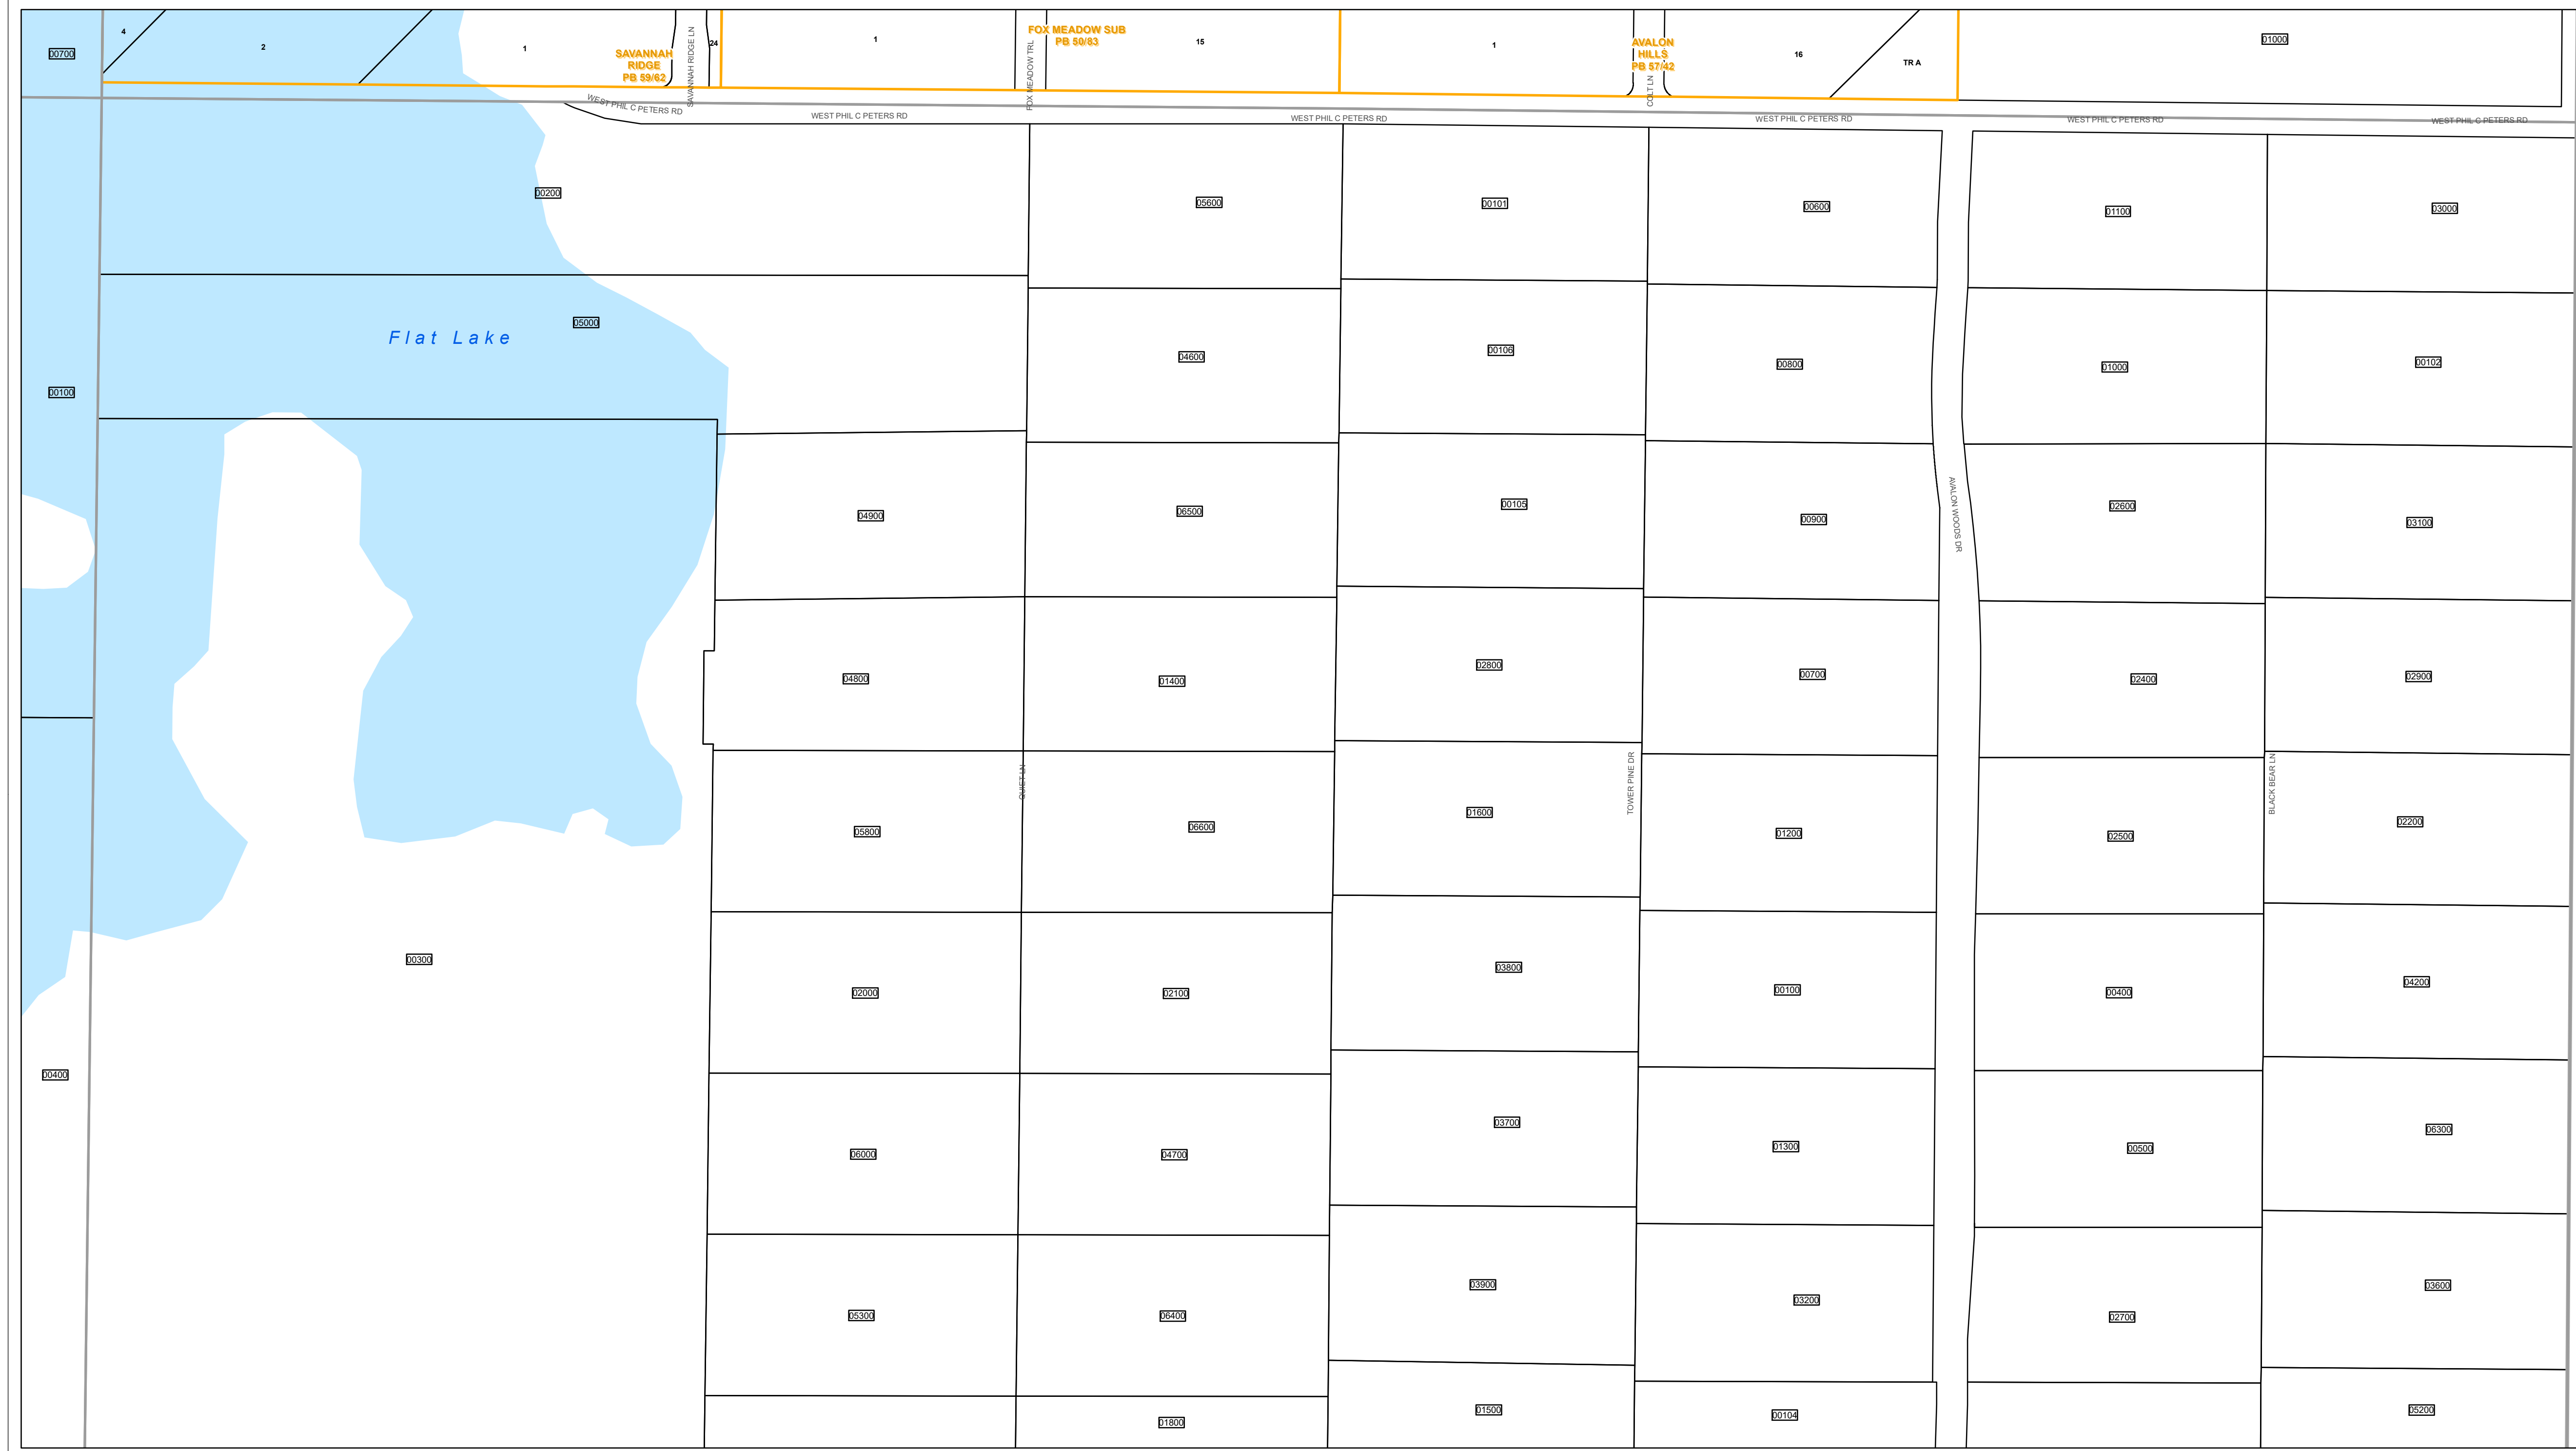 4
2
1
24
1
15
1
16
TR A
00700
01000
SAVANNAH
RIDGE
PB 59/62
SAVANNAH RIDGE LN
FOX MEADOW SUB
PB 50/83
FOX MEADOW TRL
AVALON
HILLS
PB 57/42
COLT LN
WEST PHIL C PETERS RD
WEST PHIL C PETERS RD
WEST PHIL C PETERS RD
WEST PHIL C PETERS RD
WEST PHIL C PETERS RD
WEST PHIL C PETERS RD
00200
05600
00101
00600
01100
03000
05000
Flat Lake
04600
00106
00800
01000
00102
00100
04900
06500
00105
00900
AVALON WOODS DR
02600
03100
04800
01400
02800
00700
02400
02900
QUIET LN
TOWER PINE DR
BLACK BEAR LN
05800
06600
01600
01200
02500
02200
00300
02000
02100
03800
00100
00400
04200
00400
06000
04700
03700
01300
00500
06300
05300
06400
03900
03200
02700
03600
01800
01500
00104
05200